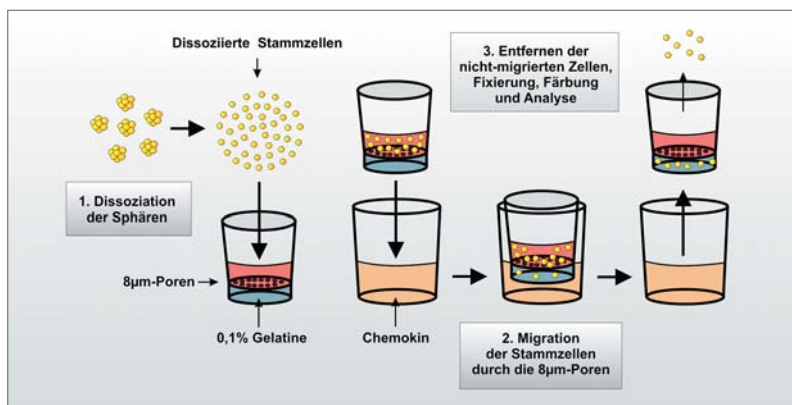 Dissoziierte Stammzellen
3. Entfernen der
nicht-migrierten Zellen,
Fixierung, Färbung
und Analyse
1. Dissoziation
der Sphären
8µm-Poren
0,1% Gelatine
Chemokin
2. Migration
der Stammzellen
durch die 8µm-Poren